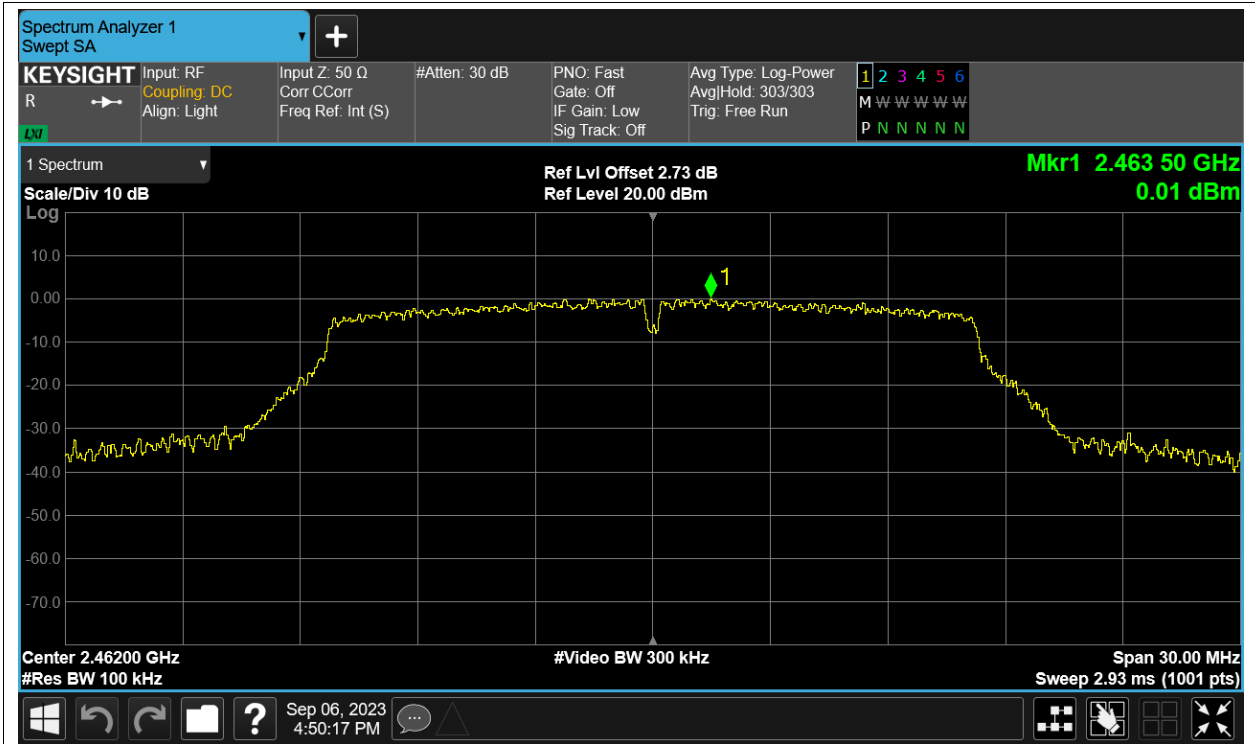 Spectrum Analyzer 1
Swept SA
+
KEYSIGHT
R
LXI
Input: RF
Coupling: DC
Align: Light
Input Z: 50 Ω
Corr CCorr
Freq Ref: Int (S)
#Atten: 30 dB
PNO: Fast
Gate: Off
IF Gain: Low
Sig Track: Off
Avg Type: Log-Power
Avg|Hold: 303/303
Trig: Free Run
1 2 3 4 5 6
M W W W W W
P N N N N N
1 Spectrum
Scale/Div 10 dB
Log
Ref Lvl Offset 2.73 dB
Ref Level 20.00 dBm
Mkr1 2.463 50 GHz
0.01 dBm
1
10.0
0.00
-10.0
-20.0
-30.0
-40.0
-50.0
-60.0
-70.0
Center 2.46200 GHz
#Res BW 100 kHz
#Video BW 300 kHz
Span 30.00 MHz
Sweep 2.93 ms (1001 pts)
?
Sep 06, 2023
4:50:17 PM